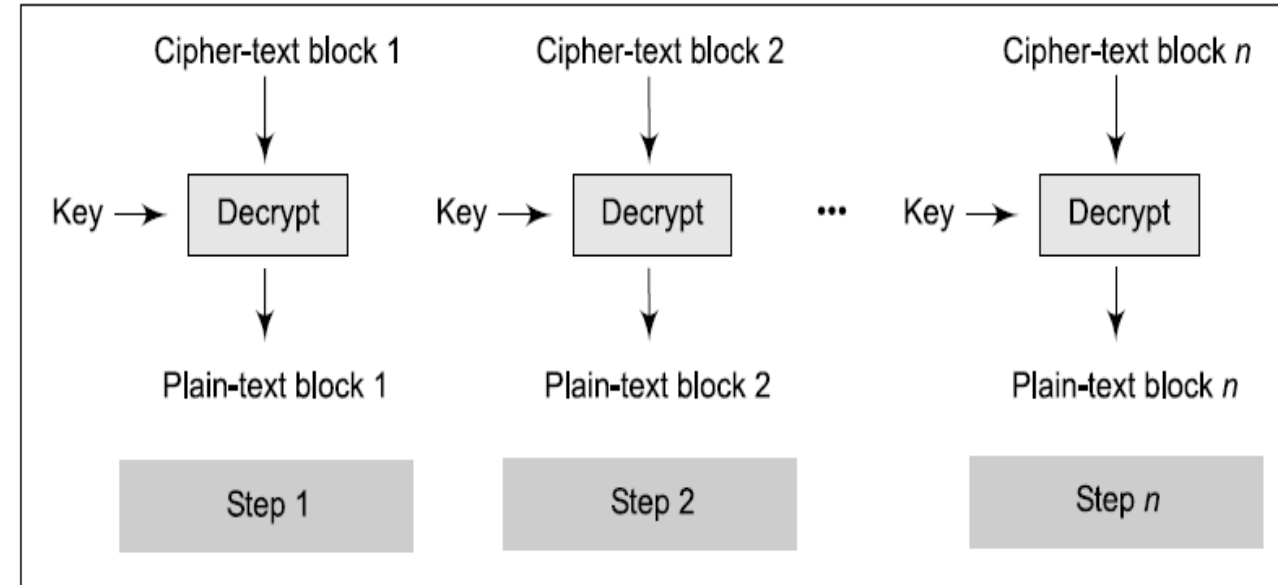 Cipher-text block 1 Cipher-text block 2 Cipher-text block n
Key Decrypt Key Decrypt ••• Key Decrypt
Plain-text block 1 Plain-text block 2 Plain-text block n
Step 1 Step 2 Step n